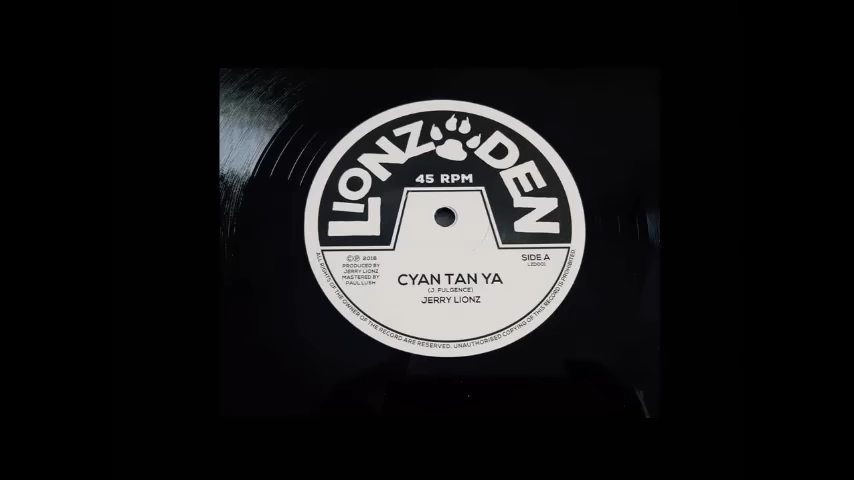 LIONZ DEN
45 RPM
©℗ 2018
PRODUCED BY
JERRY LIONZ
MASTERED BY
PAUL LUSH
SIDE A
LZD001
CYAN TAN YA
(J. FULGENCE)
JERRY LIONZ
ALL RIGHTS OF THE OWNER OF THE RECORD ARE RESERVED. UNAUTHORISED COPYING OF THIS RECORD IS PROHIBITED.